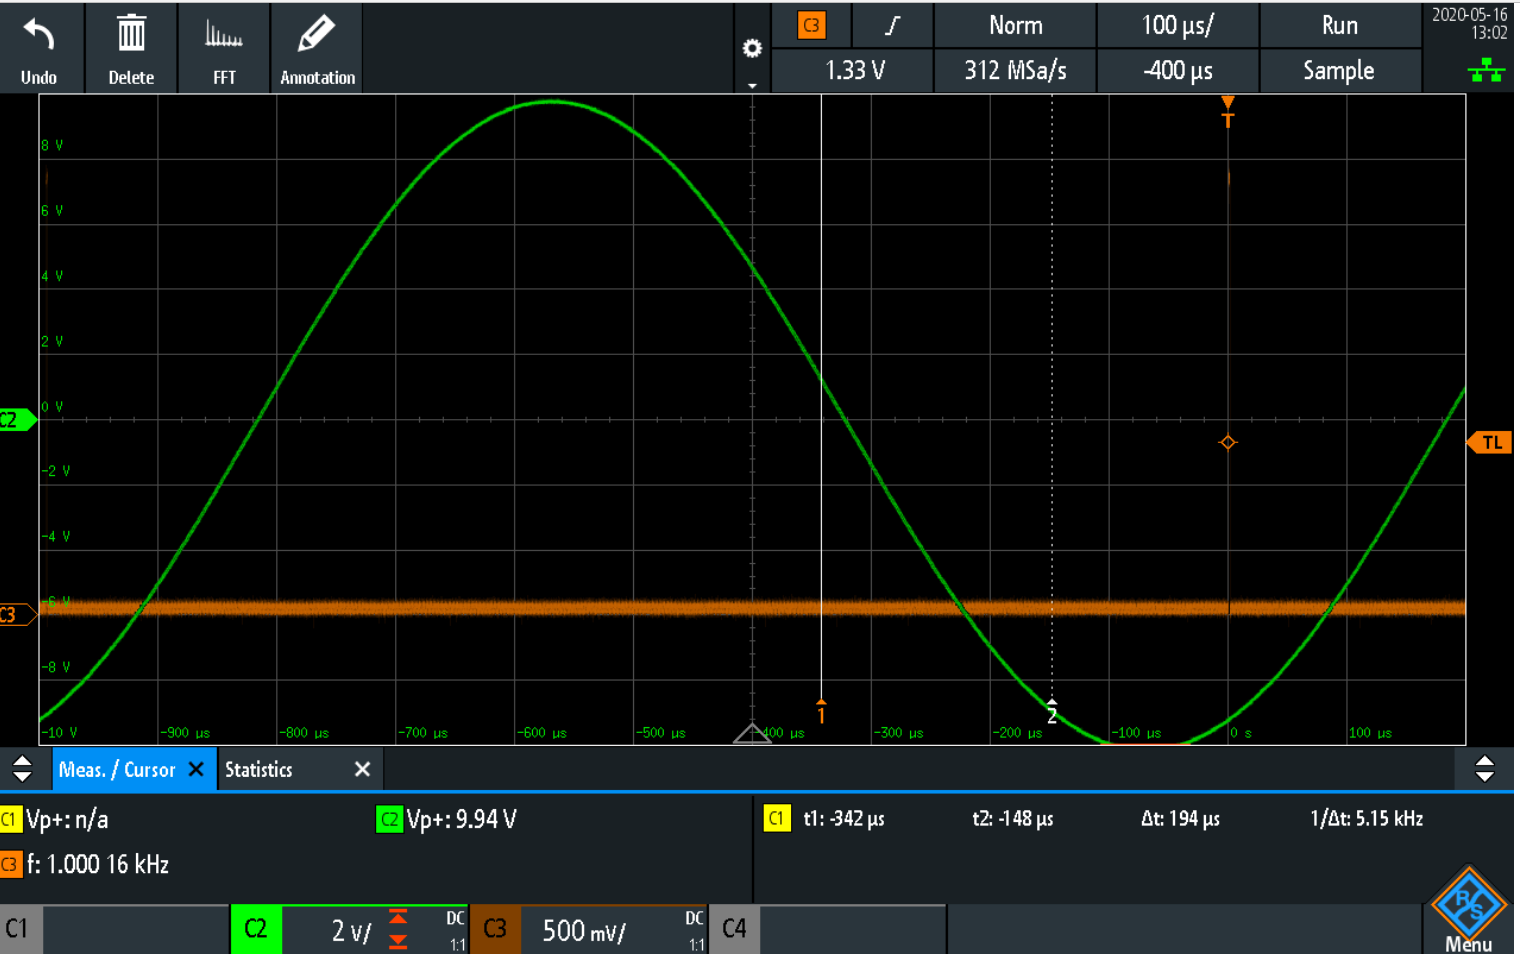 Undo Delete FFT Annotation
C3 Norm 100 µs/ Run
1.33 V 312 MSa/s -400 µs Sample
2020-05-16
13:02
T
8 V
6 V
4 V
2 V
0 V
C2
TL
-2 V
-4 V
-6 V
C3
-8 V
1 2
-10 V -900 µs -800 µs -700 µs -600 µs -500 µs -400 µs -300 µs -200 µs -100 µs 0 s 100 µs
Meas. / Cursor Statistics
C1 Vp+: n/a C2 Vp+: 9.94 V
C3 f: 1.000 16 kHz
C1 t1: -342 µs t2: -148 µs Δt: 194 µs 1/Δt: 5.15 kHz
C1 C2 2 V/ DC 1:1 C3 500 mV/ DC 1:1 C4
R S
Menu